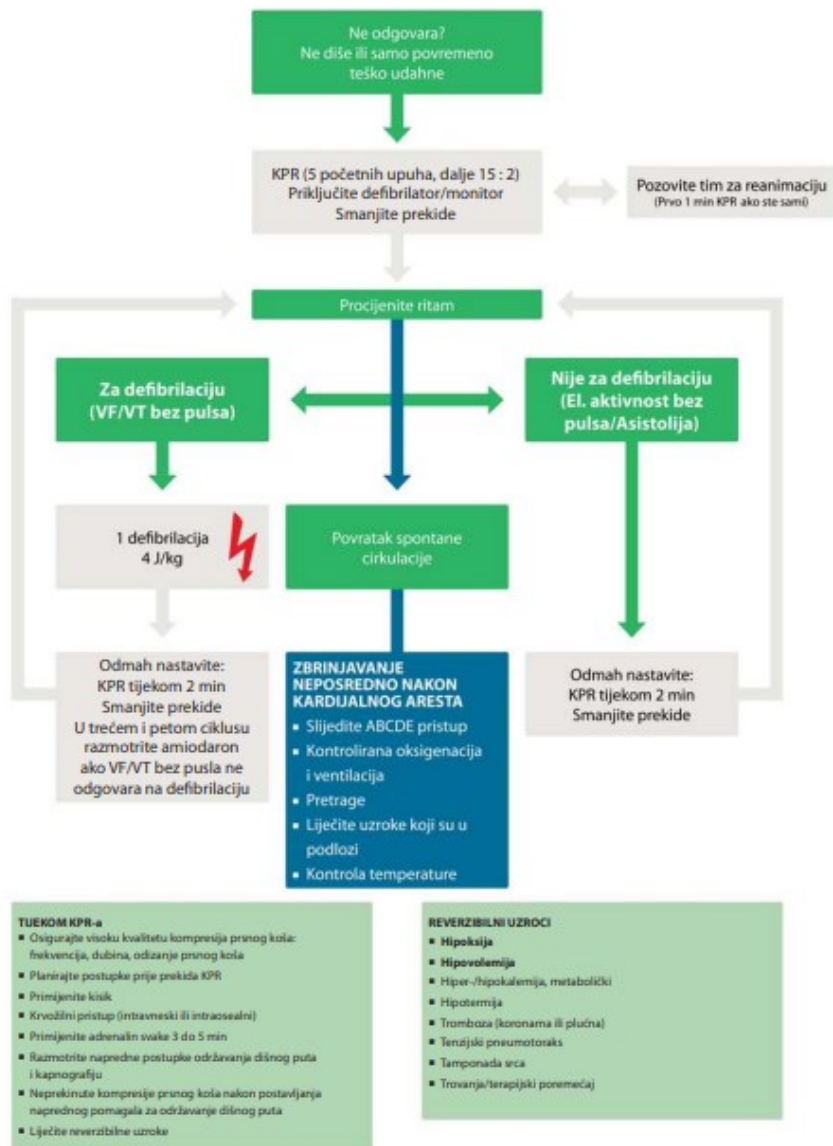 Ne odgovara?
Ne diše ili samo povremeno
teško udahne
KPR (5 početnih upuha, dalje 15 : 2)
Priključite defibrilator/monitor
Smanjite prekide
Pozovite tim za reanimaciju
(Prvo 1 min KPR ako ste sami)
Procijenite ritam
Za defibrilaciju
(VF/VT bez pulsa)
Nije za defibrilaciju
(El. aktivnost bez
pulsa/Asistolija)
1 defibrilacija
4 J/kg
Povratak spontane
cirkulacije
Odmah nastavite:
KPR tijekom 2 min
Smanjite prekide
U trećem i petom ciklusu
razmotrite amiodaron
ako VF/VT bez pusla ne
odgovara na defibrilaciju
ZBRINJAVANJE
NEPOSREDNO NAKON
KARDIJALNOG ARESTA
▪ Slijedite ABCDE pristup
▪ Kontrolirana oksigenacija
i ventilacija
▪ Pretrage
▪ Liječite uzroke koji su u
podlozi
▪ Kontrola temperature
Odmah nastavite:
KPR tijekom 2 min
Smanjite prekide
TIJEKOM KPR-a
▪ Osigurajte visoku kvalitetu kompresija prsnog koša:
frekvencija, dubina, odizanje prsnog koša
▪ Planirajte postupke prije prekida KPR
▪ Primijenite kisik
▪ Krvožilni pristup (intravneski ili intraosealni)
▪ Primijenite adrenalin svake 3 do 5 min
▪ Razmotrite napredne postupke održavanja dišnog puta
i kapnografiju
▪ Neprekinute kompresije prsnog koša nakon postavljanja
naprednog pomagala za održavanje dišnog puta
▪ Liječite reverzibilne uzroke
REVERZIBILNI UZROCI
▪ Hipoksija
▪ Hipovolemija
▪ Hiper-/hipokalemija, metabolički
▪ Hipotermija
▪ Tromboza (koronarna ili plućna)
▪ Tenzijski pneumotoraks
▪ Tamponada srca
▪ Trovanja/terapijski poremećaj